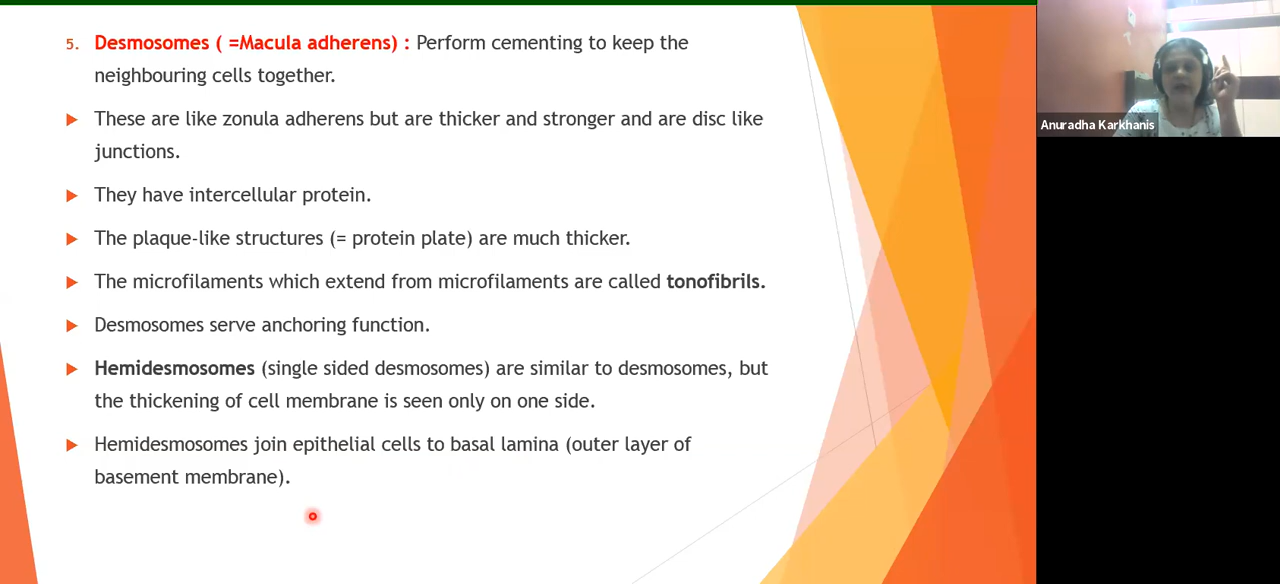 5. Desmosomes ( =Macula adherens) : Perform cementing to keep the
neighbouring cells together.
These are like zonula adherens but are thicker and stronger and are disc like
junctions.
They have intercellular protein.
The plaque-like structures (= protein plate) are much thicker.
The microfilaments which extend from microfilaments are called tonofibrils.
Desmosomes serve anchoring function.
Hemidesmosomes (single sided desmosomes) are similar to desmosomes, but
the thickening of cell membrane is seen only on one side.
Hemidesmosomes join epithelial cells to basal lamina (outer layer of
basement membrane).
Anuradha Karkhanis